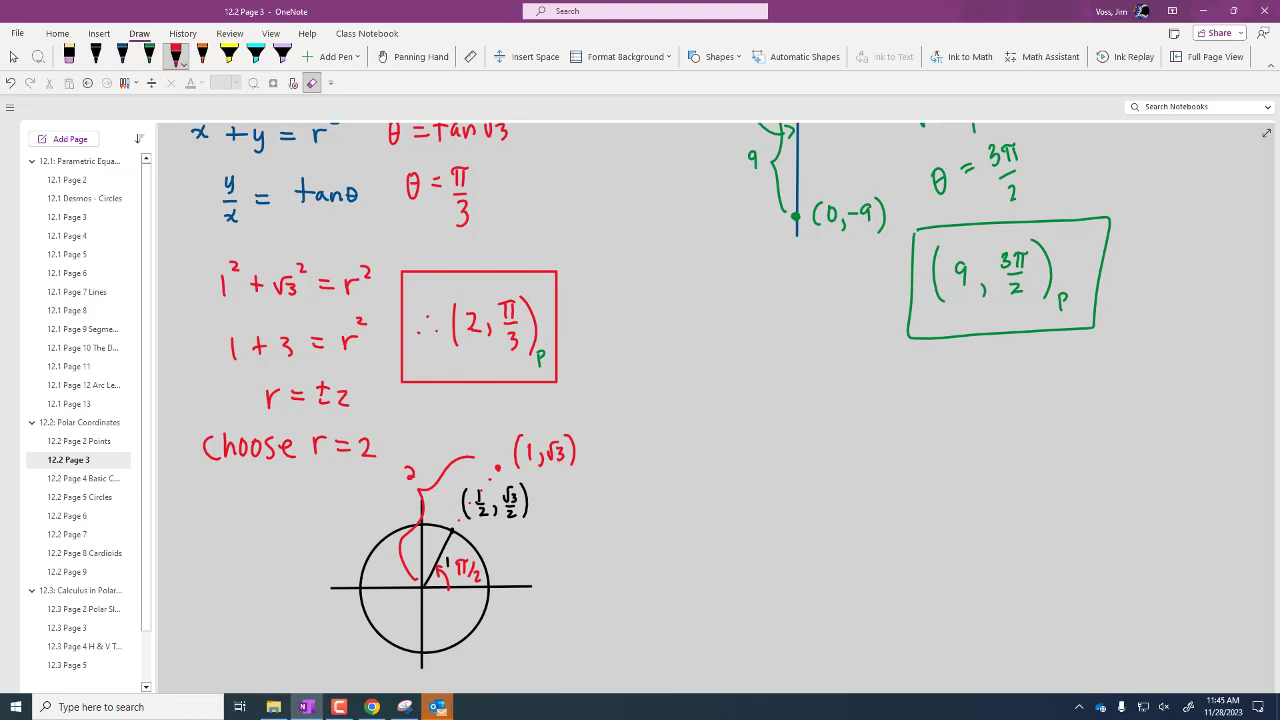 12.2 Page 3 - OneNote
Search
Voss, Jim
File Home Insert Draw History Review View Help Class Notebook
Share
Add Pen
Panning Hand
Insert Space
Format Background
Shapes
Automatic Shapes
Ink to Text
Ink to Math
Math Assistant
Ink Replay
Full Page View
Search Notebooks
Add Page
12.1: Parametric Equa...
12.1 Page 2
12.1 Desmos - Circles
12.1 Page 3
12.1 Page 4
12.1 Page 5
12.1 Page 6
12.1 Page 7 Lines
12.1 Page 8
12.1 Page 9 Segme...
12.1 Page 10 The D...
12.1 Page 11
12.1 Page 12 Arc Le...
12.1 Page 13
12.2: Polar Coordinates
12.2 Page 2 Points
12.2 Page 3
12.2 Page 4 Basic C...
12.2 Page 5 Circles
12.2 Page 6
12.2 Page 7
12.2 Page 8 Cardioids
12.2 Page 9
12.3: Calculus in Polar...
12.3 Page 2 Polar Sl...
12.3 Page 3
12.3 Page 4 H & V T...
12.3 Page 5
x + y = r²
θ = tan √3
y/x = tanθ
θ = π/3
1² + √3² = r²
1 + 3 = r²
r = ±2
Choose r = 2
∴ (2, π/3)p
2
(1, √3)
(1/2, √3/2)
1
π/2
9
(0, -9)
θ = 3π/2
(9, 3π/2)p
Type here to search
11:45 AM
11/28/2023